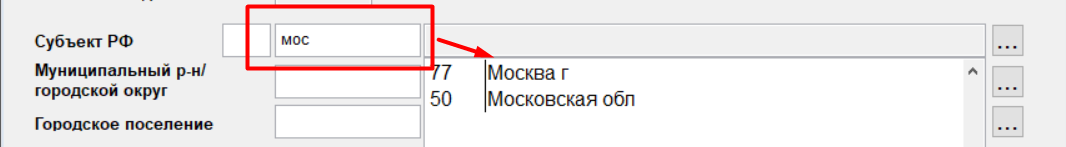 Субъект РФ мос ...
77 Москва г
Муниципальный р-н/
городской округ ...
50 Московская обл
Городское поселение ...